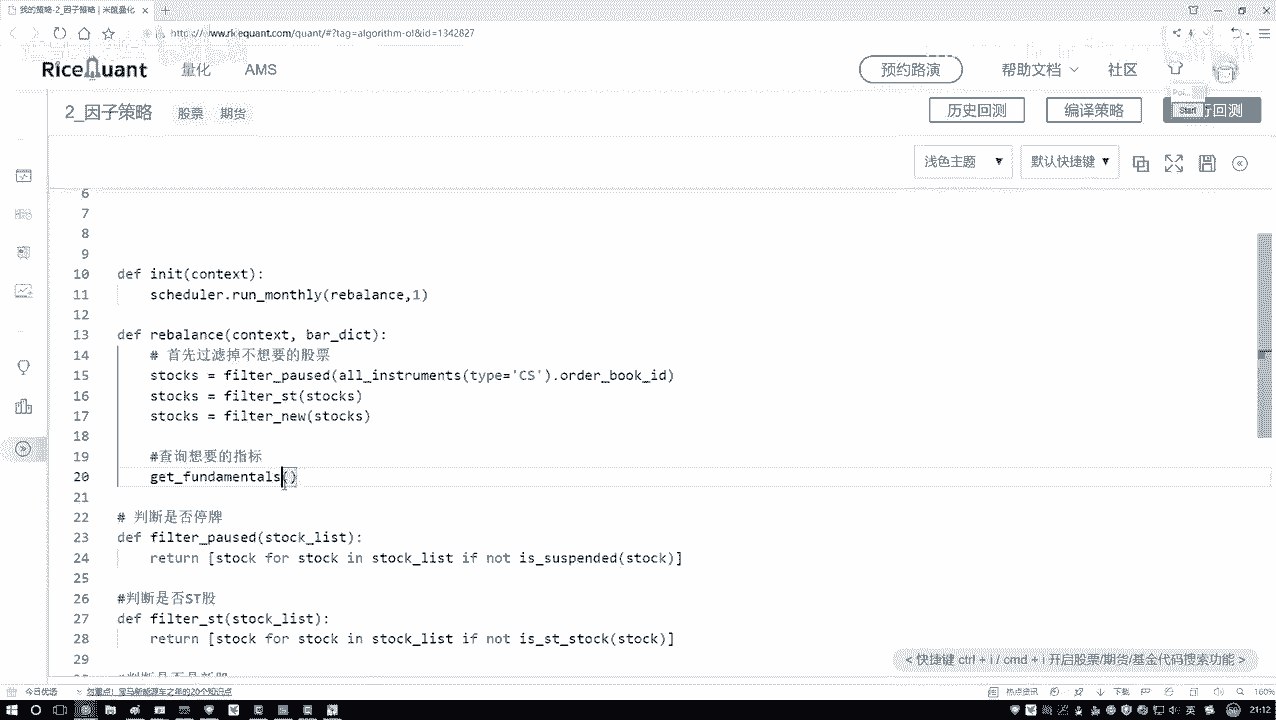 我的策略-2_因子策略 | 米筐量化
http://www.ricequant.com/quant/#?tag=algorithm-ol&id=1342827
RiceQuant 量化 AMS 预约路演 帮助文档 社区
2_因子策略 股票 期货 历史回测 编译策略 行回测
Start
浅色主题 默认快捷键
6
7
8
9
10 def init(context):
11 scheduler.run_monthly(rebalance,1)
12
13 def rebalance(context, bar_dict):
14 # 首先过滤掉不想要的股票
15 stocks = filter_paused(all_instruments(type='CS').order_book_id)
16 stocks = filter_st(stocks)
17 stocks = filter_new(stocks)
18
19 #查询想要的指标
20 get_fundamentals()
21
22 # 判断是否停牌
23 def filter_paused(stock_list):
24 return [stock for stock in stock_list if not is_suspended(stock)]
25
26 #判断是否ST股
27 def filter_st(stock_list):
28 return [stock for stock in stock_list if not is_st_stock(stock)]
29
< 快捷键 ctrl + i / cmd + i 开启股票/期货/基金代码搜索功能 >
今日优选 热点资讯 下载 160%
英 21:12